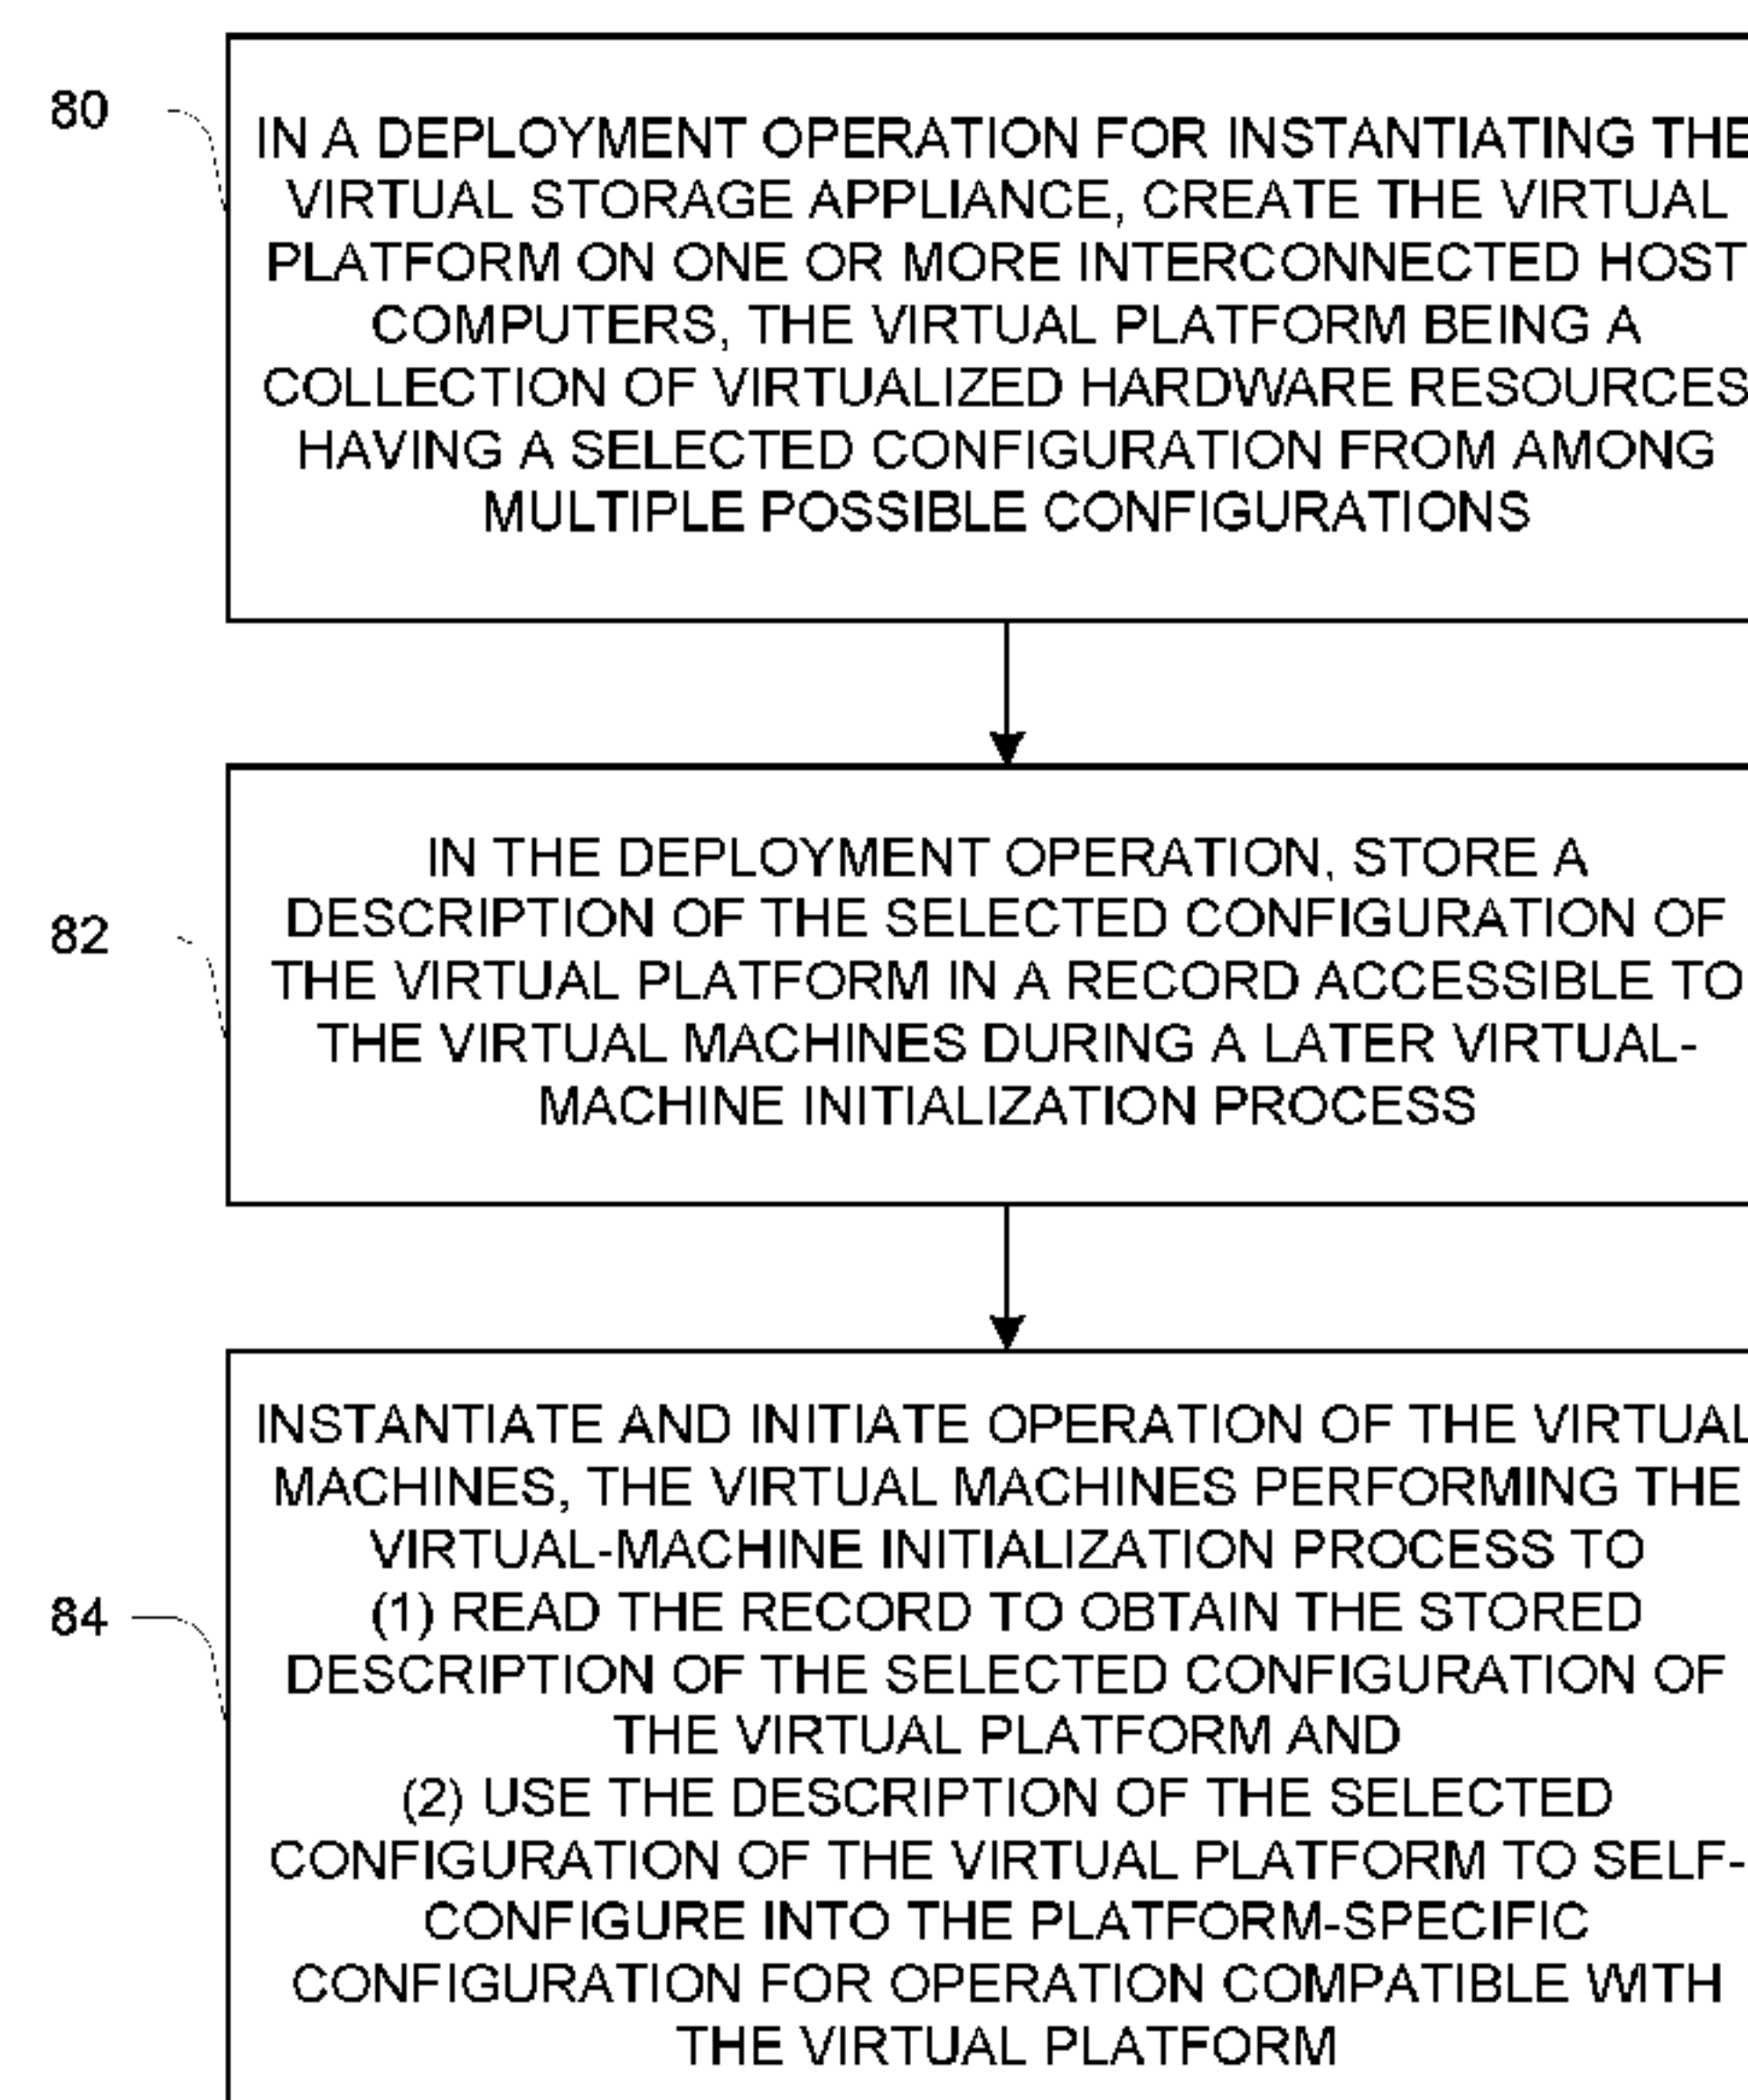 80
IN A DEPLOYMENT OPERATION FOR INSTANTIATING THE
VIRTUAL STORAGE APPLIANCE, CREATE THE VIRTUAL
PLATFORM ON ONE OR MORE INTERCONNECTED HOST
COMPUTERS, THE VIRTUAL PLATFORM BEING A
COLLECTION OF VIRTUALIZED HARDWARE RESOURCES
HAVING A SELECTED CONFIGURATION FROM AMONG
MULTIPLE POSSIBLE CONFIGURATIONS
82
IN THE DEPLOYMENT OPERATION, STORE A
DESCRIPTION OF THE SELECTED CONFIGURATION OF
THE VIRTUAL PLATFORM IN A RECORD ACCESSIBLE TO
THE VIRTUAL MACHINES DURING A LATER VIRTUAL-
MACHINE INITIALIZATION PROCESS
84
INSTANTIATE AND INITIATE OPERATION OF THE VIRTUAL
MACHINES, THE VIRTUAL MACHINES PERFORMING THE
VIRTUAL-MACHINE INITIALIZATION PROCESS TO
(1) READ THE RECORD TO OBTAIN THE STORED
DESCRIPTION OF THE SELECTED CONFIGURATION OF
THE VIRTUAL PLATFORM AND
(2) USE THE DESCRIPTION OF THE SELECTED
CONFIGURATION OF THE VIRTUAL PLATFORM TO SELF-
CONFIGURE INTO THE PLATFORM-SPECIFIC
CONFIGURATION FOR OPERATION COMPATIBLE WITH
THE VIRTUAL PLATFORM